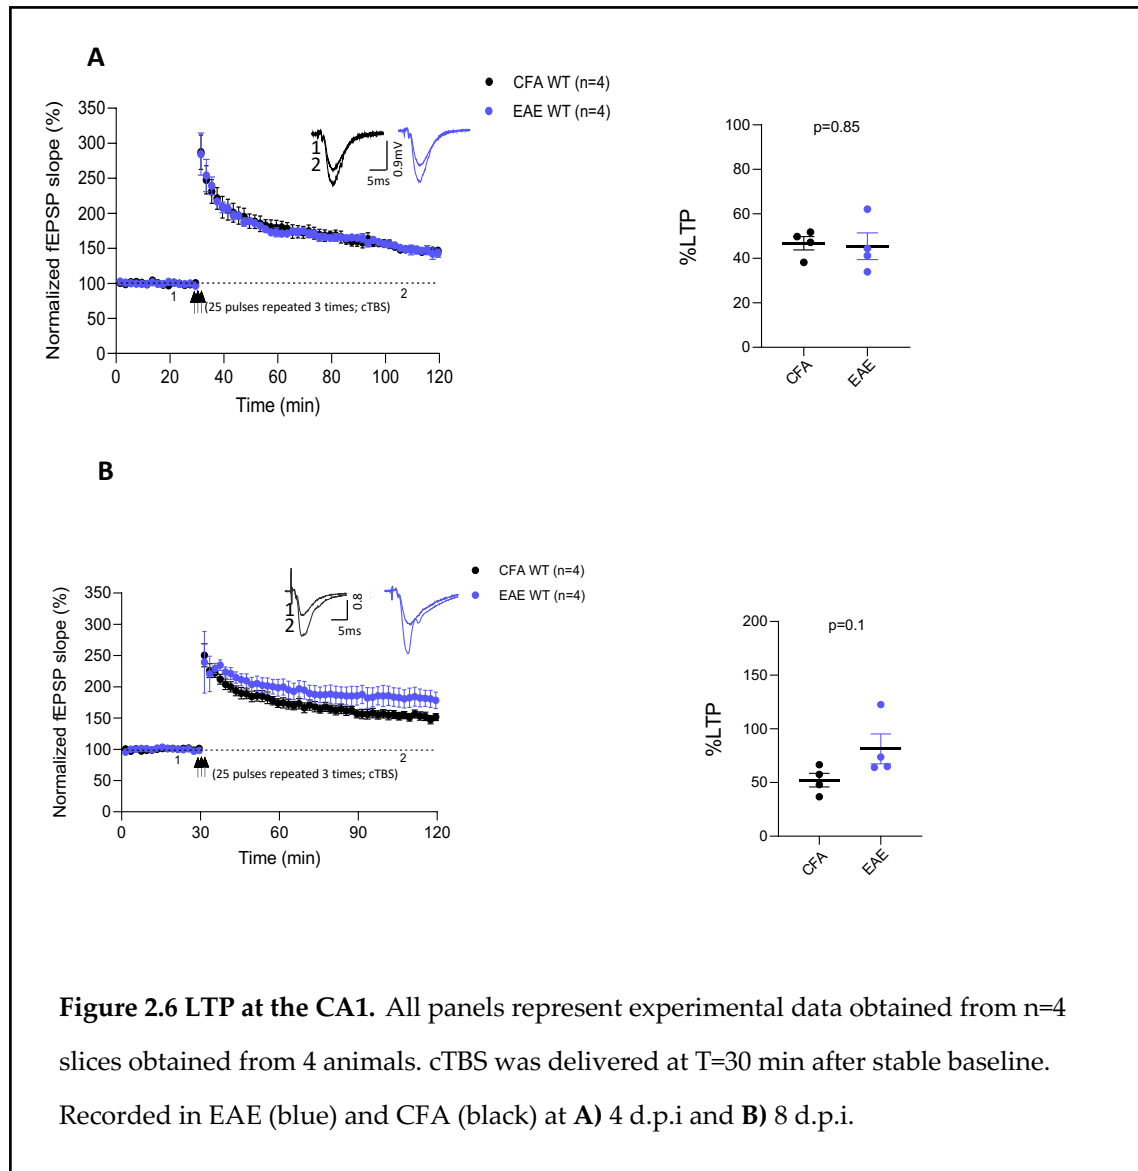 A
CFA WT (n=4)
EAE WT (n=4)
Normalized fEPSP slope (%)
350
300
250
200
150
100
50
0
1
2
5ms
0.9mV
1
2
(25 pulses repeated 3 times; cTBS)
0
20
40
60
80
100
120
Time (min)
%LTP
100
80
60
40
20
0
p=0.85
CFA
EAE
B
CFA WT (n=4)
EAE WT (n=4)
Normalized fEPSP slope (%)
350
300
250
200
150
100
50
0
1
2
5ms
0.8
1
2
(25 pulses repeated 3 times; cTBS)
0
30
60
90
120
Time (min)
%LTP
200
150
100
50
0
p=0.1
CFA
EAE
Figure 2.6 LTP at the CA1. All panels represent experimental data obtained from n=4
slices obtained from 4 animals. cTBS was delivered at T=30 min after stable baseline.
Recorded in EAE (blue) and CFA (black) at A) 4 d.p.i and B) 8 d.p.i.